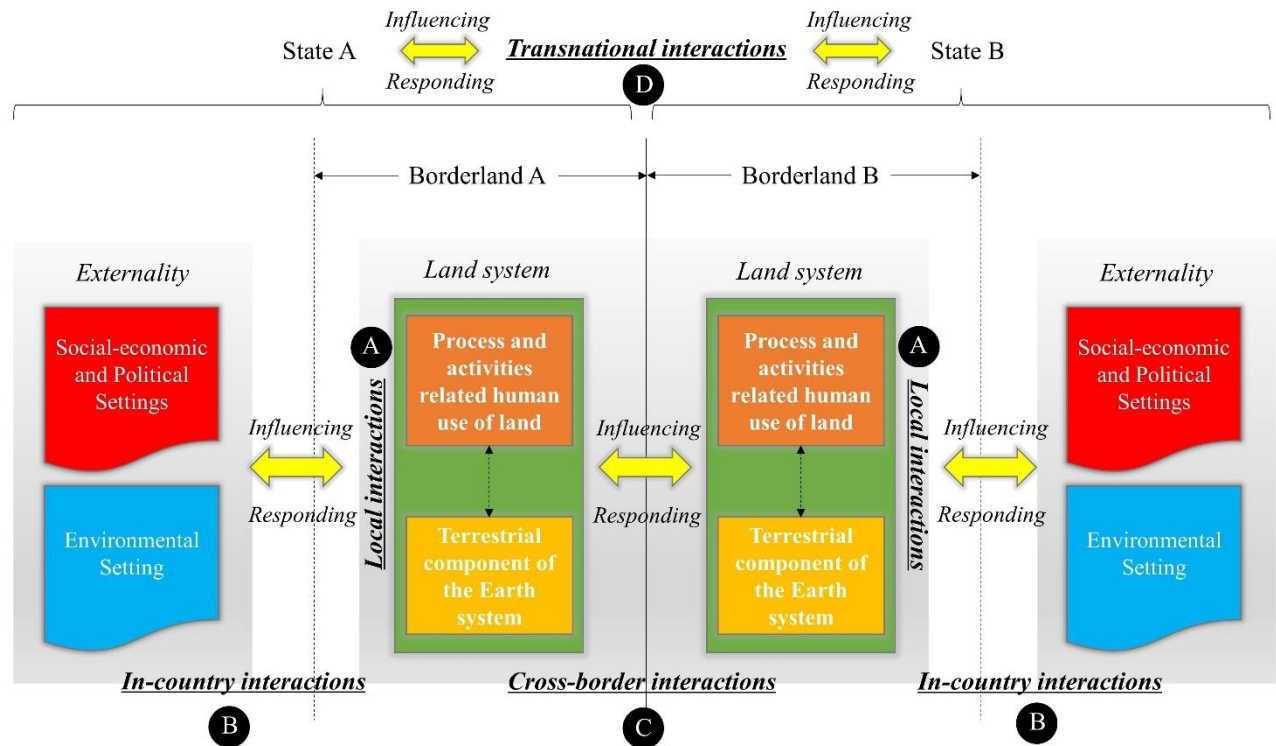 Influencing
Influencing
State A
Transnational interactions
State B
Responding
Responding
D
Borderland A
Borderland B
Externality
Land system
Land system
Externality
Social-economic
and Political
Settings
Environmental
Setting
Influencing
Responding
A
Local interactions
Process and
activities
related human
use of land
Terrestrial
component of
the Earth
system
Influencing
Responding
Process and
activities
related human
use of land
Terrestrial
component of
the Earth
system
A
Local interactions
Influencing
Responding
Social-economic
and Political
Settings
Environmental
Setting
In-country interactions
B
Cross-border interactions
C
In-country interactions
B